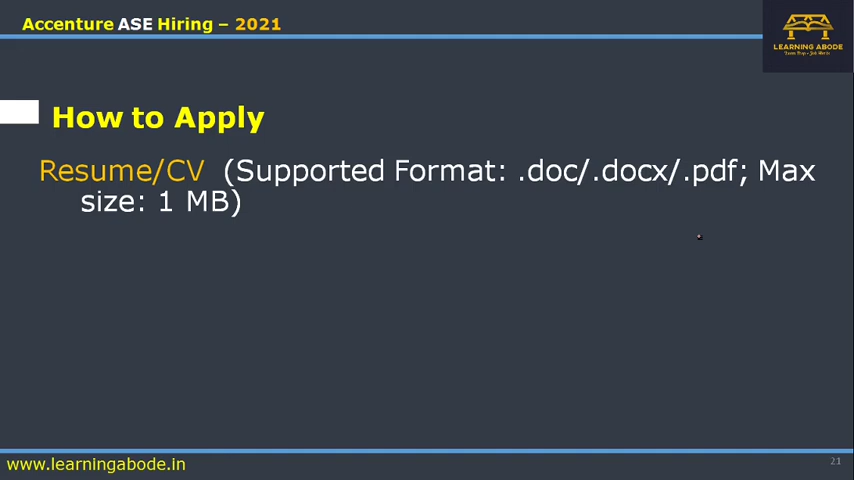 Accenture ASE Hiring – 2021
LEARNING ABODE
How to Apply
Resume/CV (Supported Format: .doc/.docx/.pdf; Max
size: 1 MB)
www.learningabode.in
21